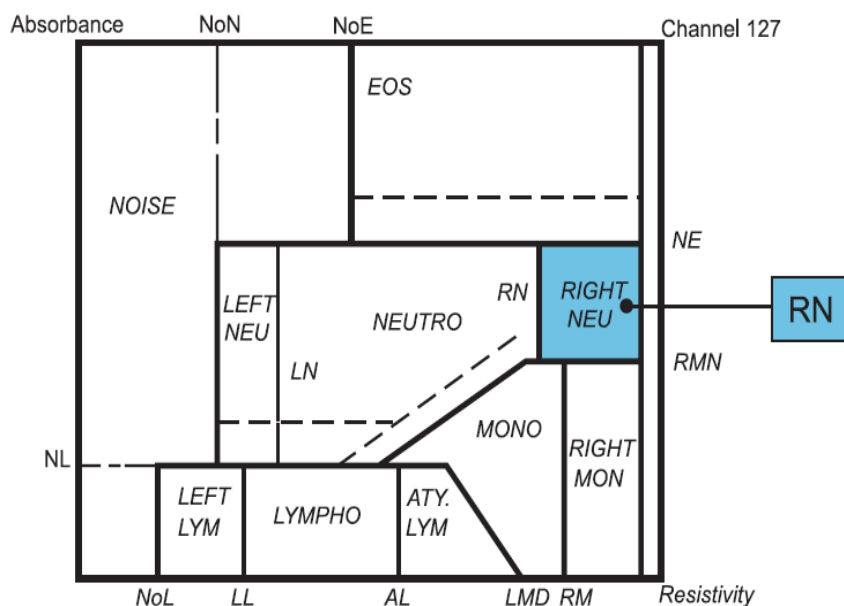 Absorbance
NoN
NoE
Channel 127
EOS
NOISE
NE
LEFT
NEU
LN
NEUTRO
RN
RIGHT
NEU
RN
RMN
MONO
RIGHT
MON
NL
LEFT
LYM
LYMPHO
ATY.
LYM
NoL
LL
AL
LMD
RM
Resistivity